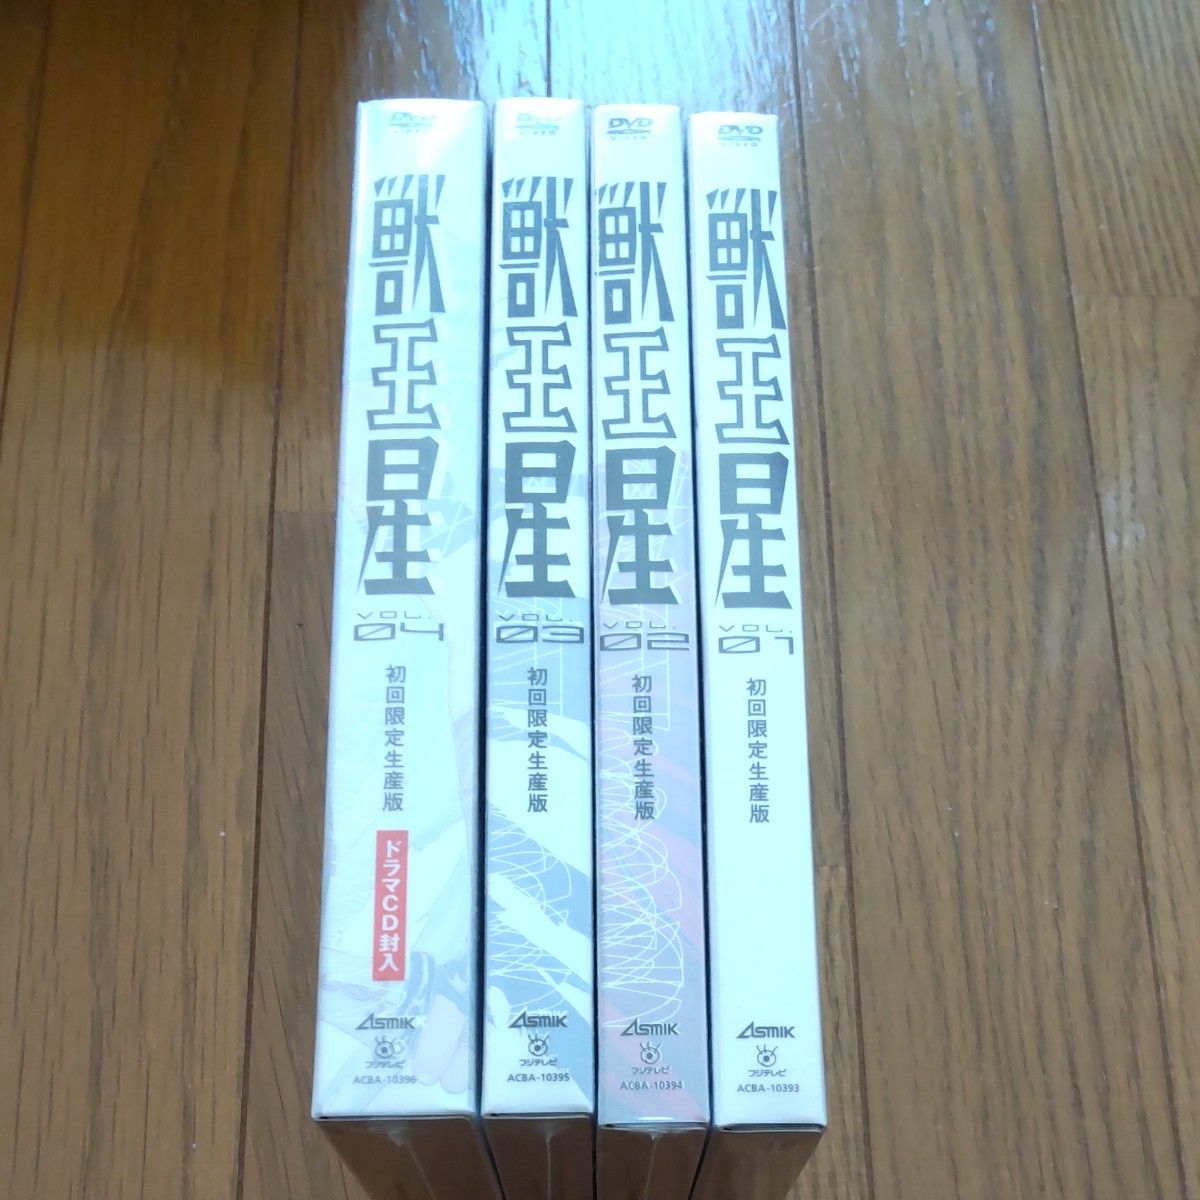 DVD
VIDEO
獣王星
VOL.
04
初回限定生産版
ドラマCD封入
ASMIK
フジテレビ
ACBA-10396
DVD
VIDEO
獣王星
VOL.
03
初回限定生産版
ASMIK
フジテレビ
ACBA-10395
DVD
VIDEO
獣王星
VOL.
02
初回限定生産版
ASMIK
フジテレビ
ACBA-10394
DVD
VIDEO
獣王星
VOL.
01
初回限定生産版
ASMIK
フジテレビ
ACBA-10393